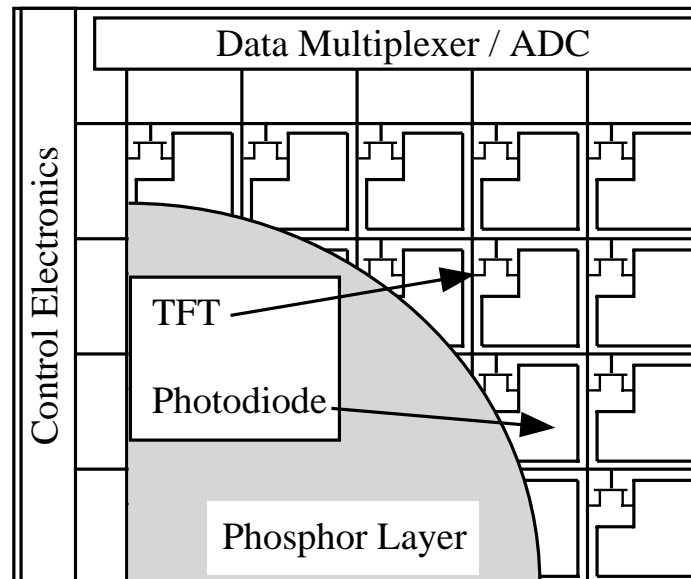 Data Multiplexer / ADC
Control Electronics
TFT
Photodiode
Phosphor Layer